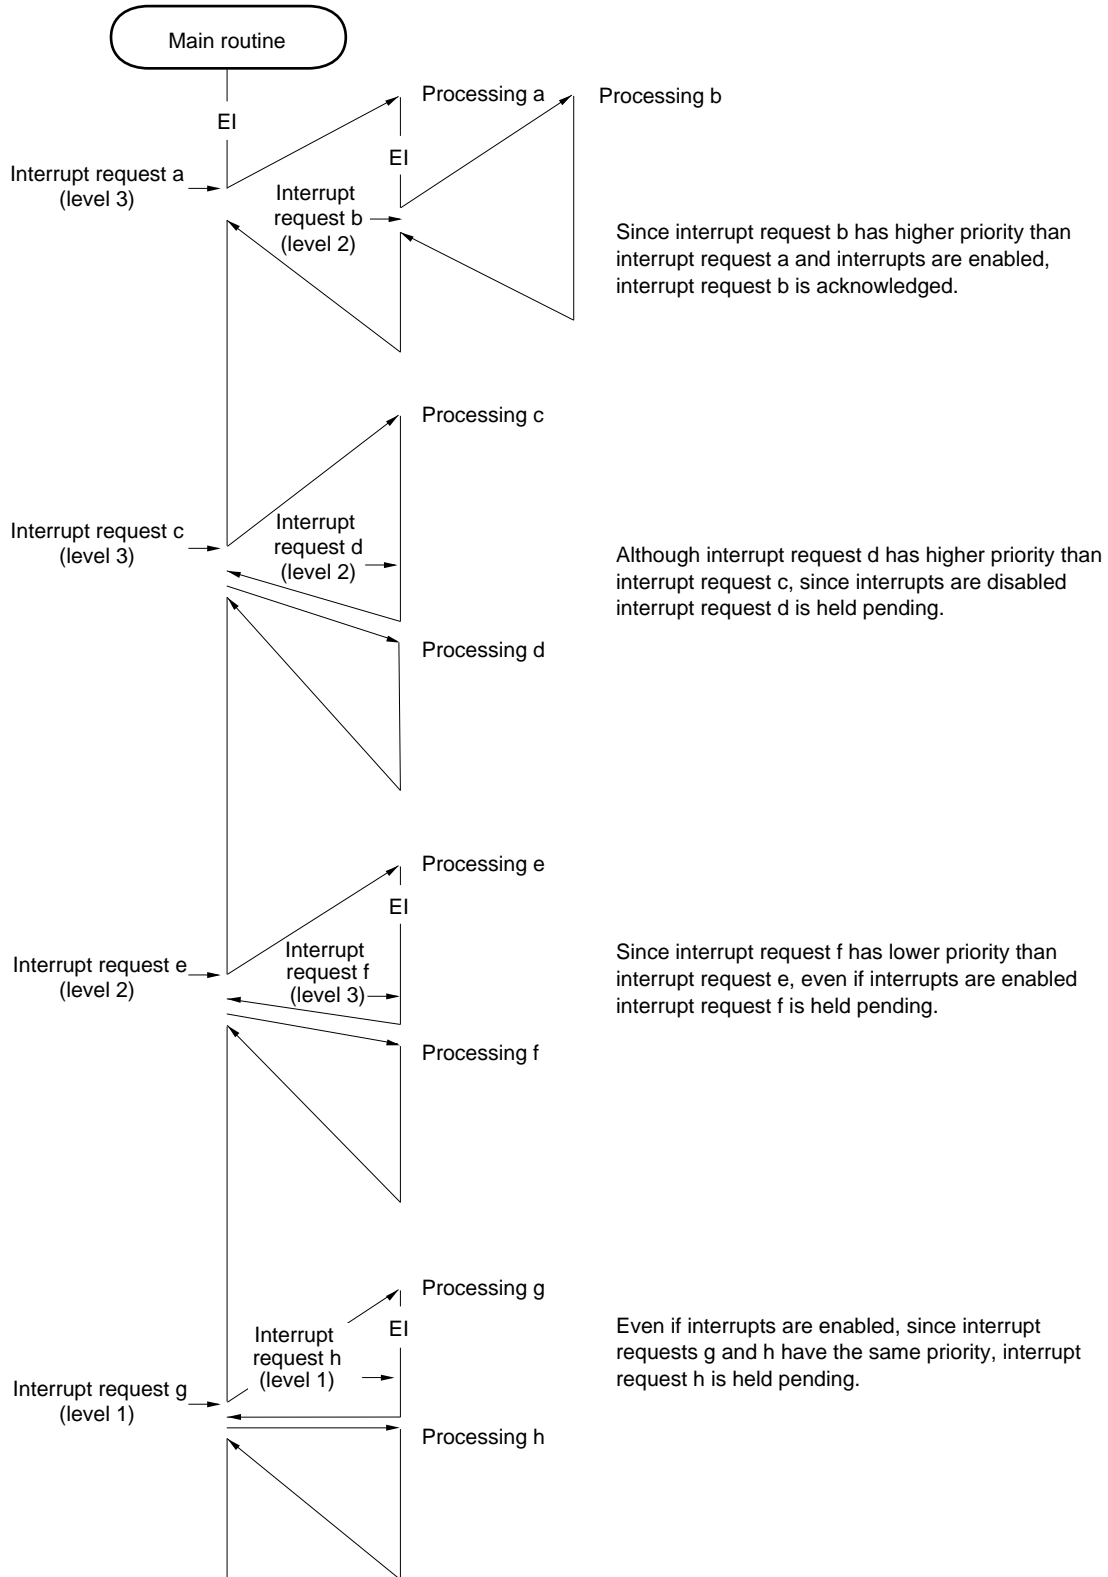 Main routine
EI
Processing a
Processing b
EI
Interrupt request a
(level 3)
Interrupt
request b
(level 2)
Since interrupt request b has higher priority than
interrupt request a and interrupts are enabled,
interrupt request b is acknowledged.
Processing c
Interrupt request c
(level 3)
Interrupt
request d
(level 2)
Although interrupt request d has higher priority than
interrupt request c, since interrupts are disabled
interrupt request d is held pending.
Processing d
Processing e
EI
Interrupt request e
(level 2)
Interrupt
request f
(level 3)
Since interrupt request f has lower priority than
interrupt request e, even if interrupts are enabled
interrupt request f is held pending.
Processing f
Processing g
EI
Interrupt
request h
(level 1)
Even if interrupts are enabled, since interrupt
requests g and h have the same priority, interrupt
request h is held pending.
Interrupt request g
(level 1)
Processing h